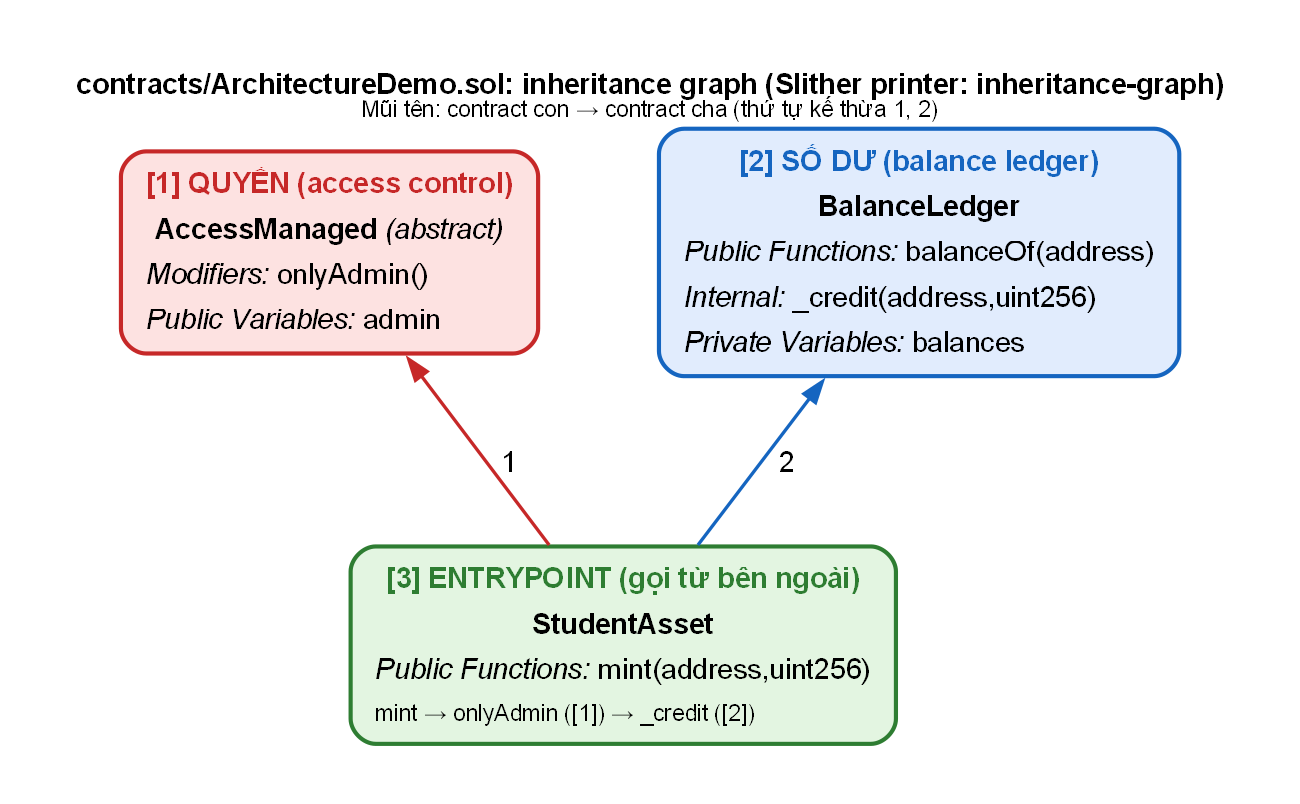 contracts/ArchitectureDemo.sol: inheritance graph (Slither printer: inheritance-graph)
Mũi tên: contract con → contract cha (thứ tự kế thừa 1, 2)
[1] QUYỀN (access control)
AccessManaged (abstract)
Modifiers: onlyAdmin()
Public Variables: admin
[2] SỐ DƯ (balance ledger)
BalanceLedger
Public Functions: balanceOf(address)
Internal: _credit(address,uint256)
Private Variables: balances
1
2
[3] ENTRYPOINT (gọi từ bên ngoài)
StudentAsset
Public Functions: mint(address,uint256)
mint → onlyAdmin ([1]) → _credit ([2])